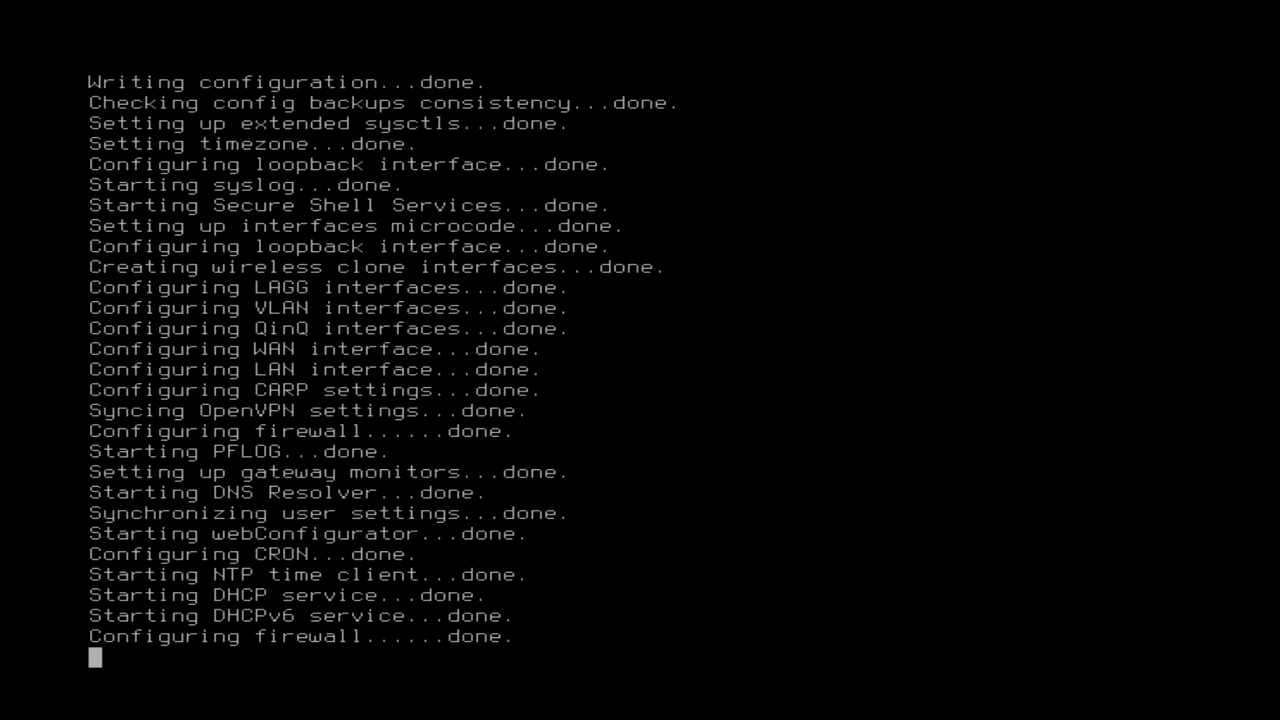 Writing configuration...done.
Checking config backups consistency...done.
Setting up extended sysctls...done.
Setting timezone...done.
Configuring loopback interface...done.
Starting syslog...done.
Starting Secure Shell Services...done.
Setting up interfaces microcode...done.
Configuring loopback interface...done.
Creating wireless clone interfaces...done.
Configuring LAGG interfaces...done.
Configuring VLAN interfaces...done.
Configuring QinQ interfaces...done.
Configuring WAN interface...done.
Configuring LAN interface...done.
Configuring CARP settings...done.
Syncing OpenVPN settings...done.
Configuring firewall......done.
Starting PFLOG...done.
Setting up gateway monitors...done.
Starting DNS Resolver...done.
Synchronizing user settings...done.
Starting webConfigurator...done.
Configuring CRON...done.
Starting NTP time client...done.
Starting DHCP service...done.
Starting DHCPv6 service...done.
Configuring firewall......done.